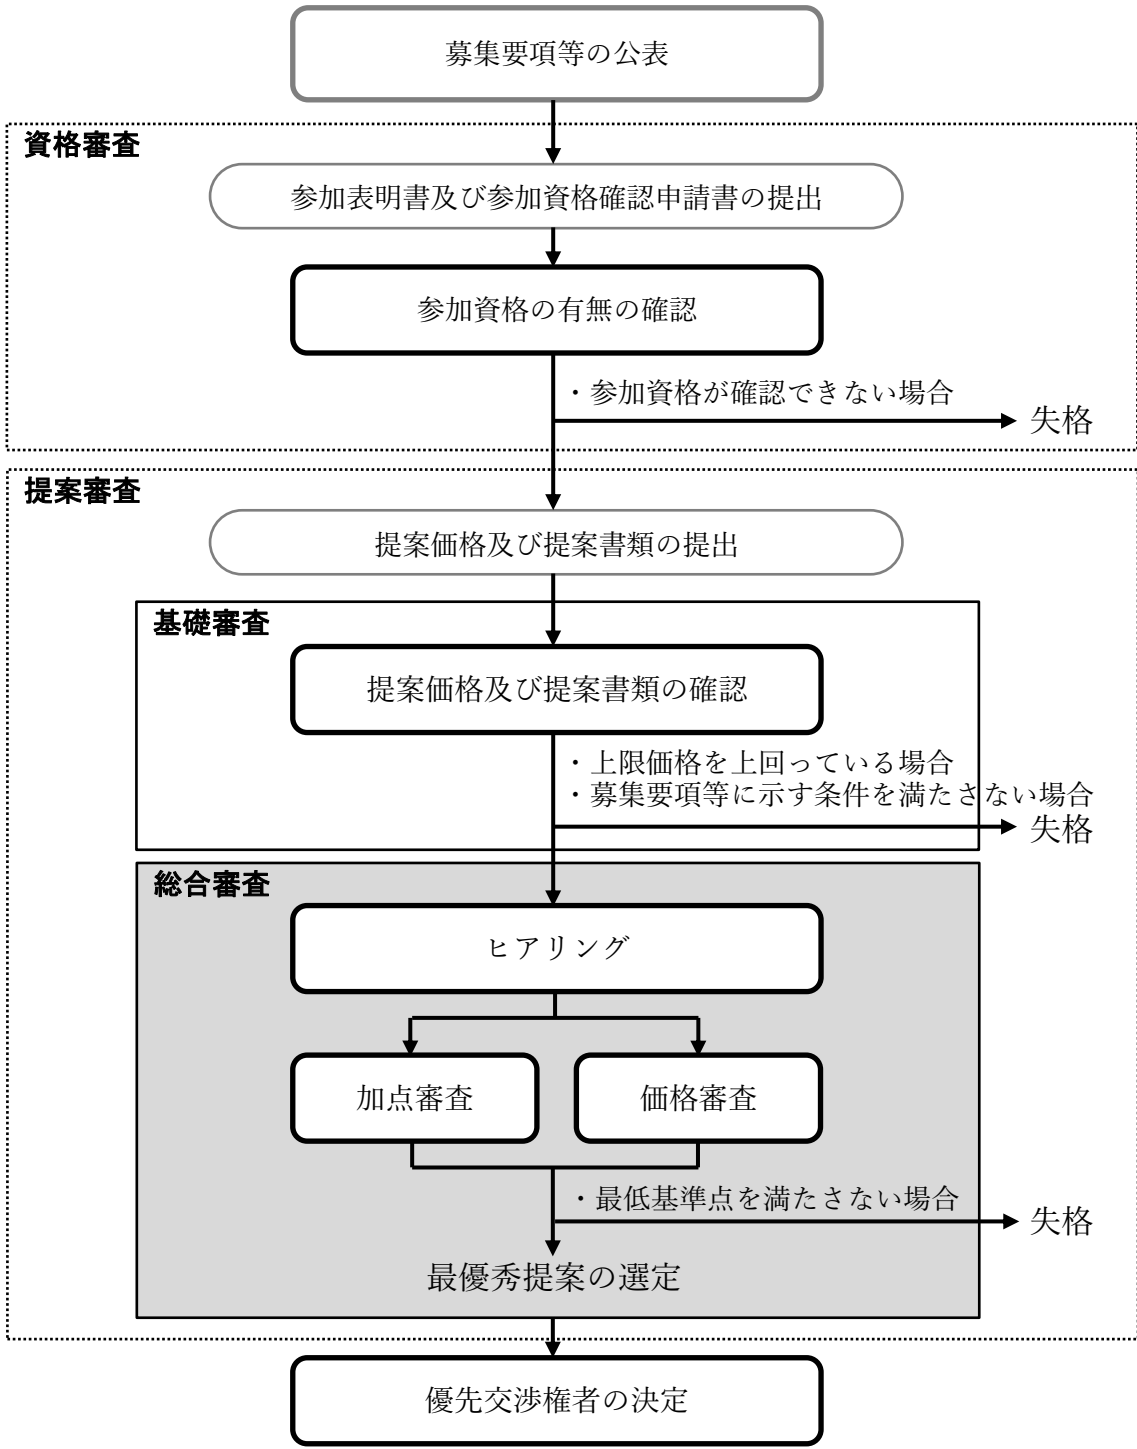 募集要項等の公表
資格審査
参加表明書及び参加資格確認申請書の提出
参加資格の有無の確認
・参加資格が確認できない場合
失格
提案審査
提案価格及び提案書類の提出
基礎審査
提案価格及び提案書類の確認
・上限価格を上回っている場合
・募集要項等に示す条件を満たさない場合
失格
総合審査
ヒアリング
加点審査
価格審査
・最低基準点を満たさない場合
失格
最優秀提案の選定
優先交渉権者の決定